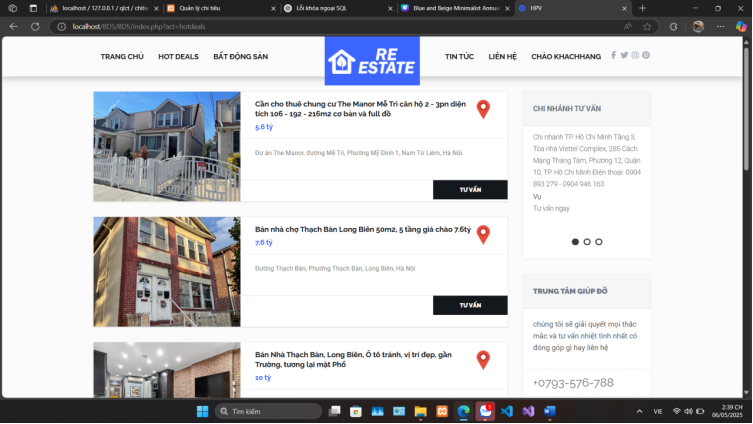 localhost / 127.0.0.1 / qlct / chitie
Quản lý chi tiêu
Lỗi khóa ngoại SQL
Blue and Beige Minimalist Annua
HPV
localhost/BDS/BDS/index.php?act=hotdeals
TRANG CHỦ
HOT DEALS
BẤT ĐỘNG SẢN
RE
ESTATE
TIN TỨC
LIÊN HỆ
CHÀO KHACHHANG
Cần cho thuê chung cư The Manor Mễ Trì căn hộ 2 - 3pn diện
tích 106 - 192 - 216m2 cơ bản và full đồ
5,6 tỷ
Dự án The Manor, đường Mễ Trì, Phường Mỹ Đình 1, Nam Từ Liêm, Hà Nội.
TƯ VẤN
Bán nhà chợ Thạch Bàn Long Biên 50m2, 5 tầng giá chào 7.6tỷ
7,6 tỷ
Đường Thạch Bàn, Phường Thạch Bàn, Long Biên, Hà Nội
TƯ VẤN
Bán Nhà Thạch Bàn, Long Biên, Ô tô tránh, vị trí đẹp, gần
Trường, tương lại mặt Phố
10 tỷ
CHI NHÁNH TƯ VẤN
Chi nhánh TP. Hồ Chí Minh Tầng 3,
Tòa nhà Viettel Complex, 285 Cách
Mạng Tháng Tám, Phường 12, Quận
10, TP. Hồ Chí Minh Điện thoại: 0904
893 279 - 0904 946 163
Vụ
Tư vấn ngay
TRUNG TÂM GIÚP ĐỠ
chúng tôi sẽ giải quyết mọi thắc
mắc và tư vấn nhiệt tình nhất có
đóng góp gì hay liên hệ
+0793-576-788
Tìm kiếm
VIE
2:39 CH
06/05/2025